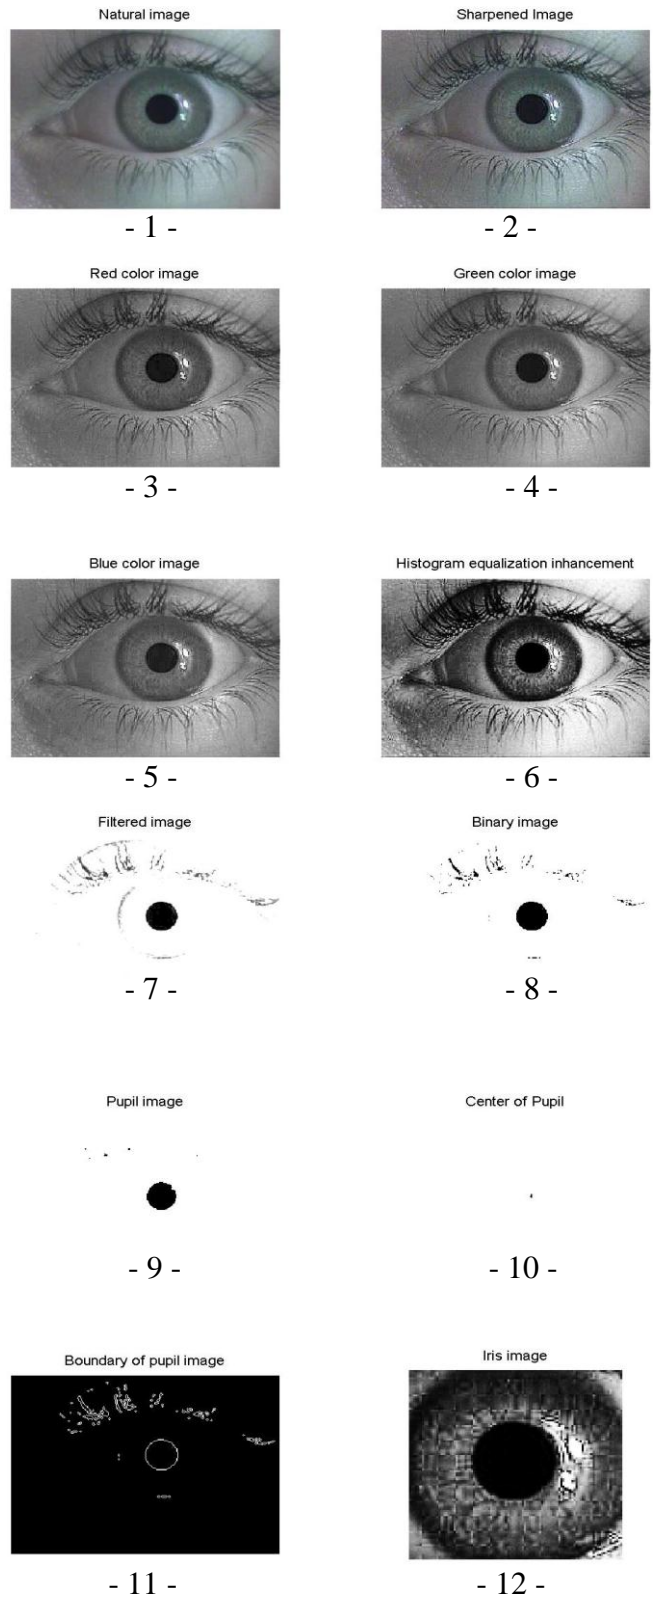 Natural image
Sharpened Image
- 1 -
- 2 -
Red color image
Green color image
- 3 -
- 4 -
Blue color image
Histogram equalization inhancement
- 5 -
- 6 -
Filtered image
Binary image
- 7 -
- 8 -
Pupil image
Center of Pupil
- 9 -
- 10 -
Boundary of pupil image
Iris image
- 11 -
- 12 -